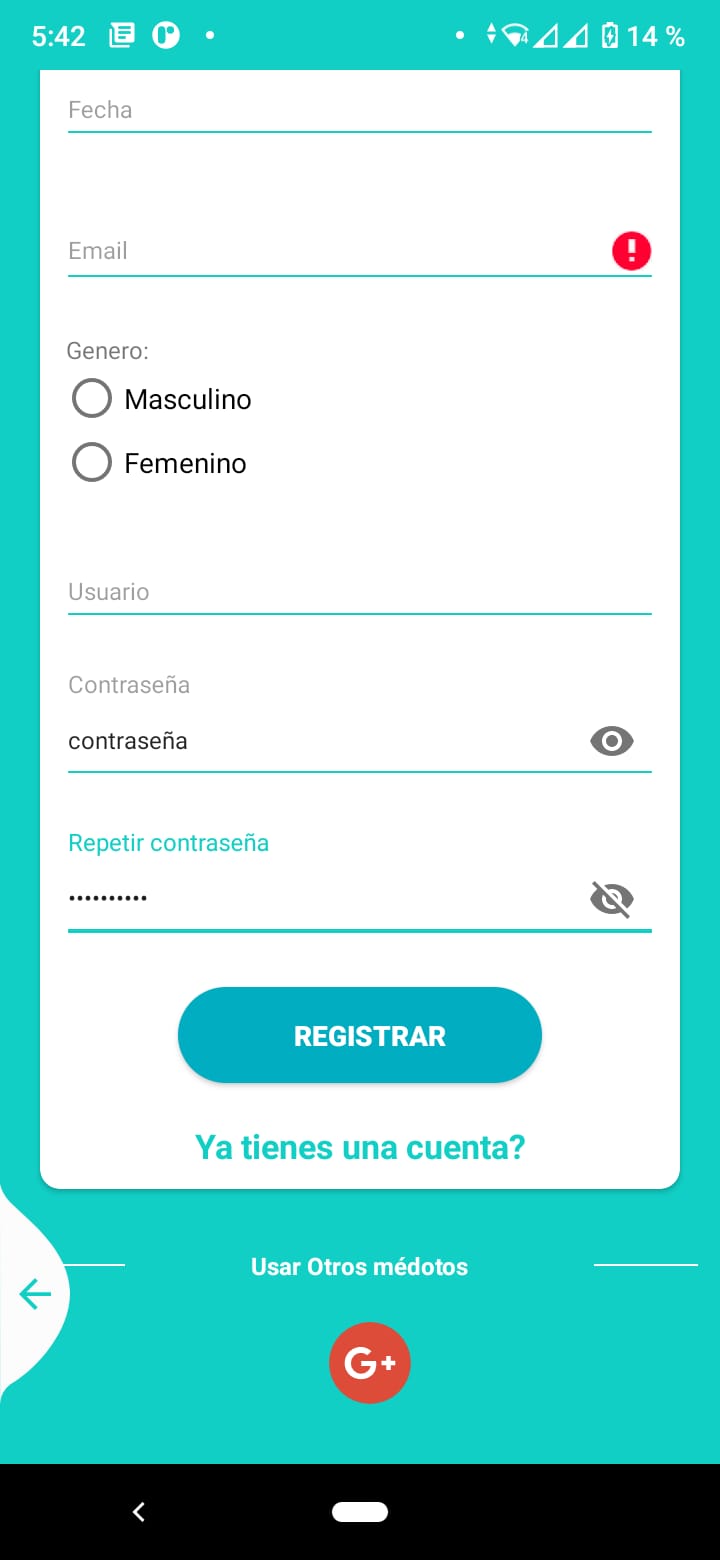 5:42
4
14 %
Fecha
Email
Genero:
Masculino
Femenino
Usuario
Contraseña
contraseña
Repetir contraseña
••••••••••
REGISTRAR
Ya tienes una cuenta?
Usar Otros médotos
G+